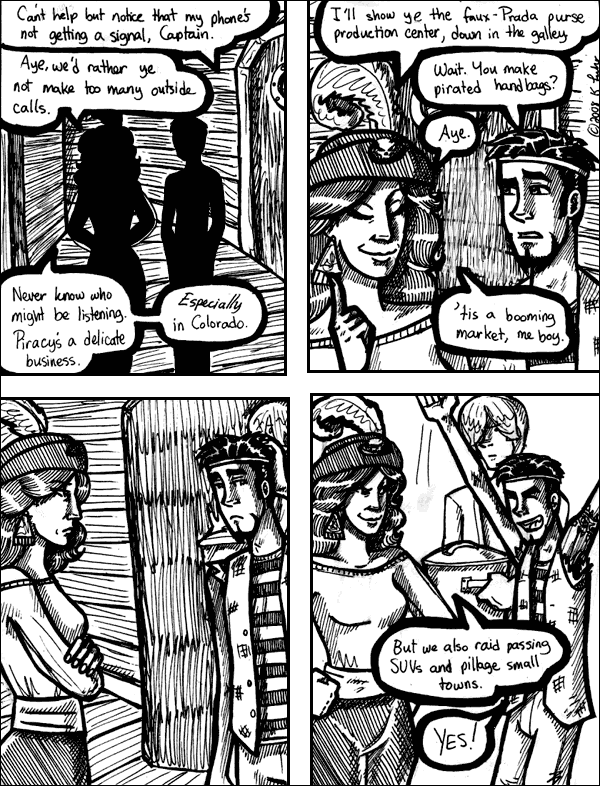 Can't help but notice that my phone's
not getting a signal, Captain.
Aye, we'd rather ye
not make too many outside
calls.
Never know who
might be listening.
Piracy's a delicate
business.
Especially
in Colorado.
I'll show ye the faux-Prada purse
production center, down in the galley.
Wait. You make
pirated handbags?
Aye.
'tis a booming
market, me boy.
But we also raid passing
SUVs and pillage small
towns.
YES!